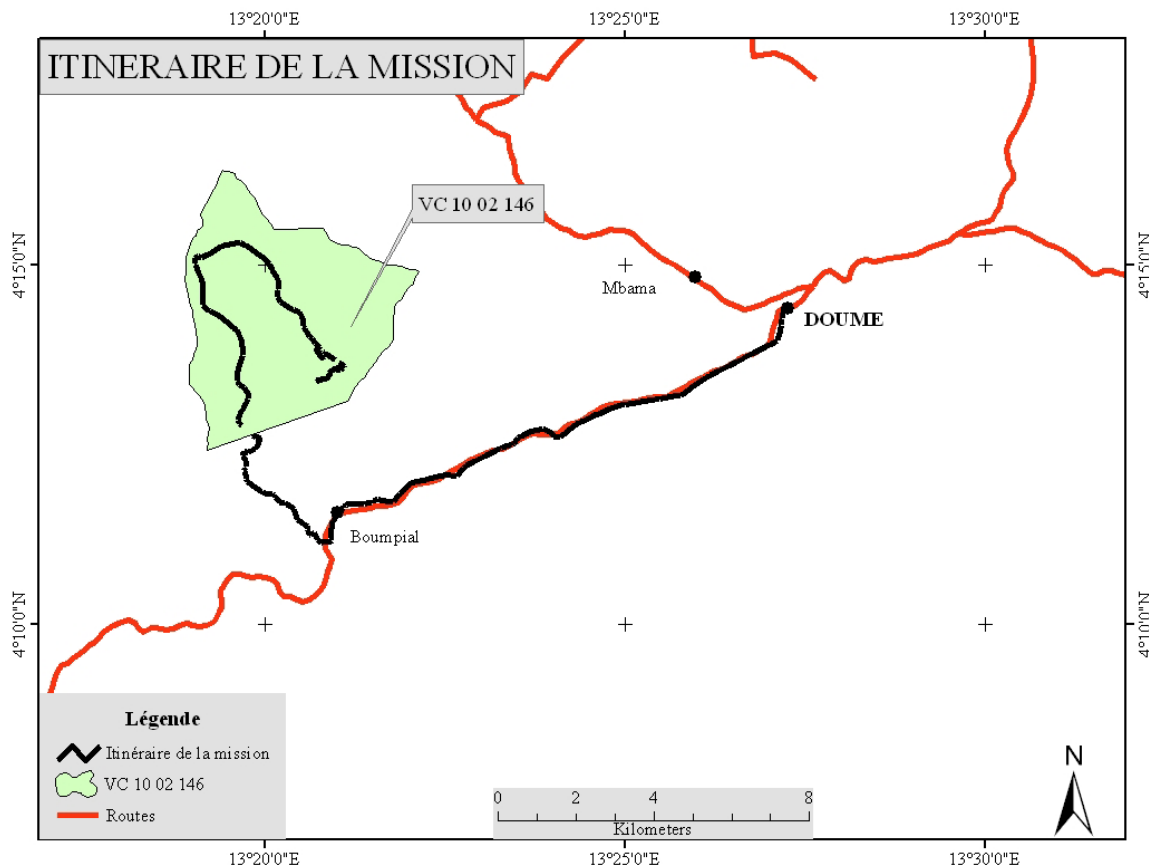 13°20'0"E
13°25'0"E
13°30'0"E
ITINERAIRE DE LA MISSION
VC 10 02 146
4°15'0"N
4°15'0"N
Mbama
DOUME
Boumpial
4°10'0"N
4°10'0"N
Légende
Itinéraire de la mission
VC 10 02 146
Routes
0 2 4 8
Kilometers
N
13°20'0"E
13°25'0"E
13°30'0"E